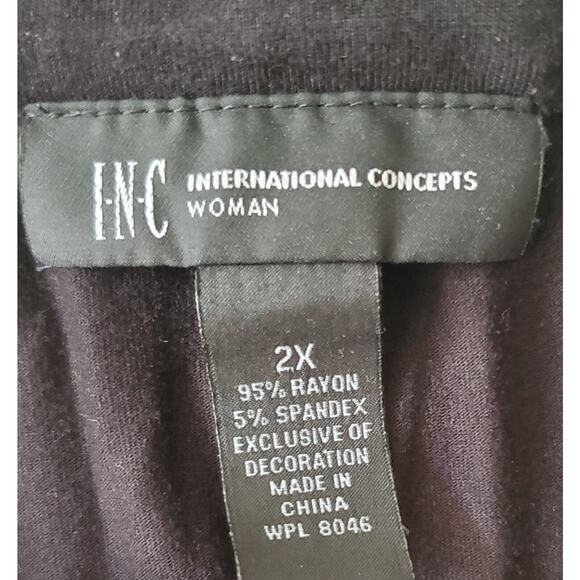 I·N·C INTERNATIONAL CONCEPTS
WOMAN
2X
95% RAYON
5% SPANDEX
EXCLUSIVE OF
DECORATION
MADE IN
CHINA
WPL 8046